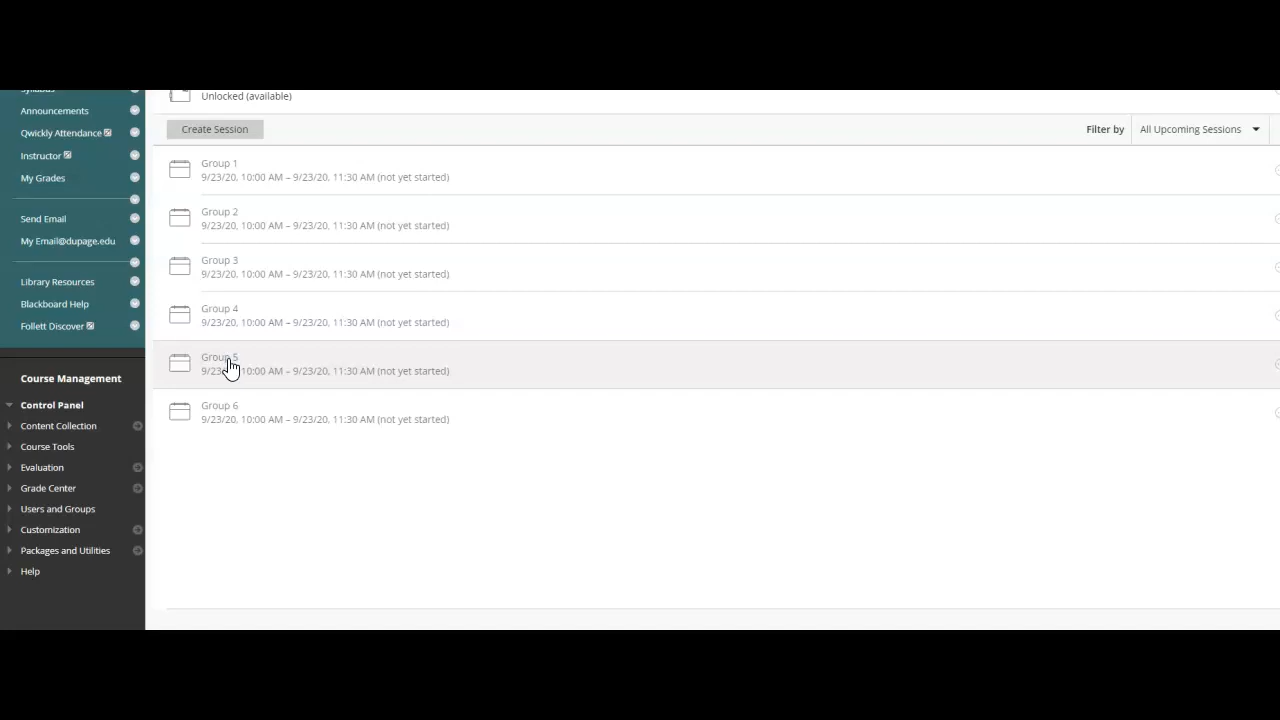 Syllabus
Announcements
Qwickly Attendance
Instructor
My Grades
Send Email
My Email@dupage.edu
Library Resources
Blackboard Help
Follett Discover
Course Management
Control Panel
Content Collection
Course Tools
Evaluation
Grade Center
Users and Groups
Customization
Packages and Utilities
Help
Unlocked (available)
Create Session
Filter by
All Upcoming Sessions
Group 1
9/23/20, 10:00 AM – 9/23/20, 11:30 AM (not yet started)
Group 2
9/23/20, 10:00 AM – 9/23/20, 11:30 AM (not yet started)
Group 3
9/23/20, 10:00 AM – 9/23/20, 11:30 AM (not yet started)
Group 4
9/23/20, 10:00 AM – 9/23/20, 11:30 AM (not yet started)
Group 5
9/23/20, 10:00 AM – 9/23/20, 11:30 AM (not yet started)
Group 6
9/23/20, 10:00 AM – 9/23/20, 11:30 AM (not yet started)